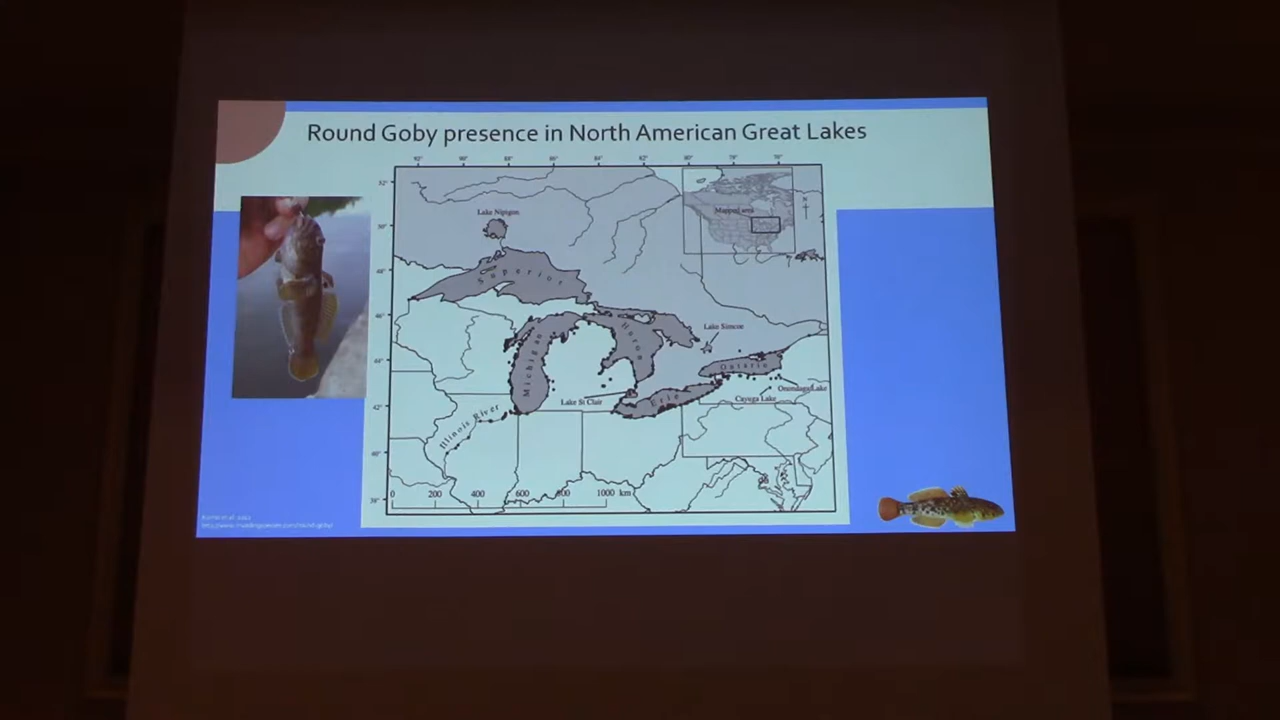 Round Goby presence in North American Great Lakes
Lake Nipigon
Mapped area
N
Superior
Michigan
Huron
Lake Simcoe
Ontario
Onondaga Lake
Cayuga Lake
Lake St Clair
Erie
Illinois River
0 200 400 600 800 1000 km